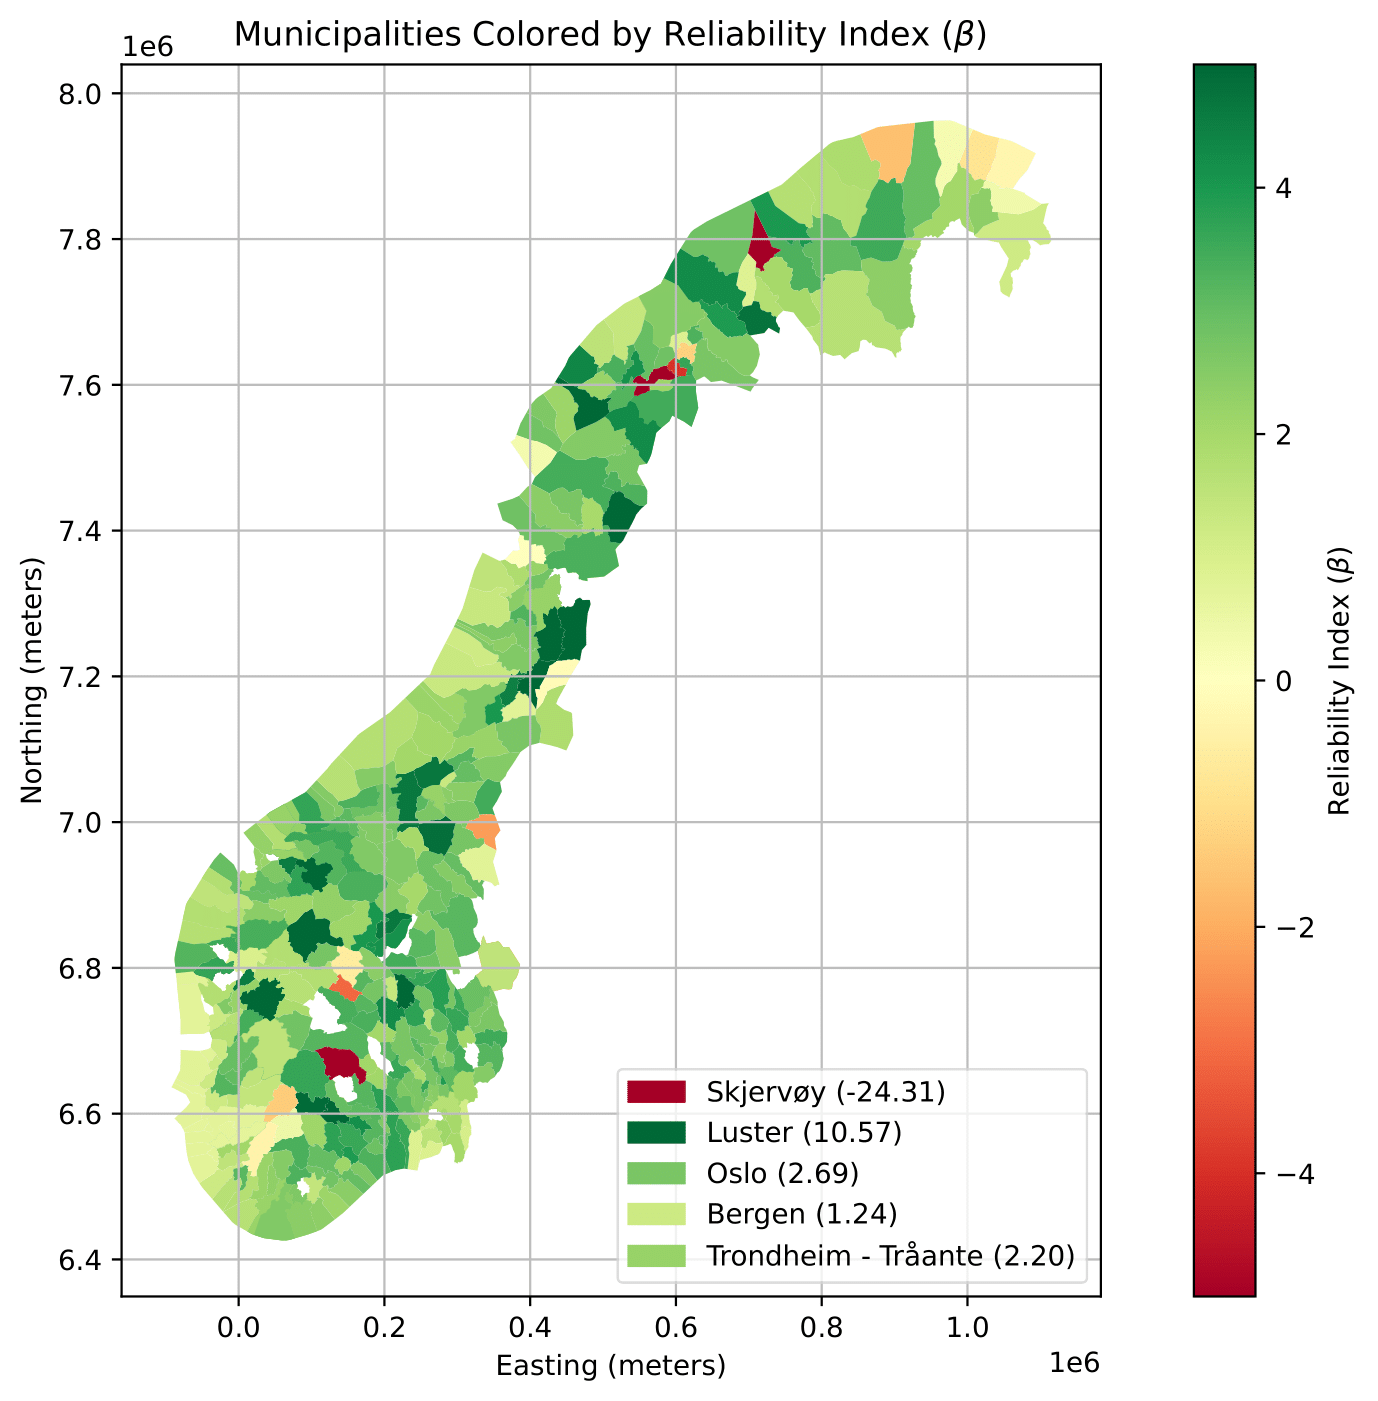 Municipalities Colored by Reliability Index (β)
1e6
8.0
7.8
7.6
7.4
7.2
7.0
6.8
6.6
6.4
Northing (meters)
0.0 0.2 0.4 0.6 0.8 1.0
1e6
Easting (meters)
Skjervøy (-24.31)
Luster (10.57)
Oslo (2.69)
Bergen (1.24)
Trondheim - Tråante (2.20)
4
2
0
−2
−4
Reliability Index (β)